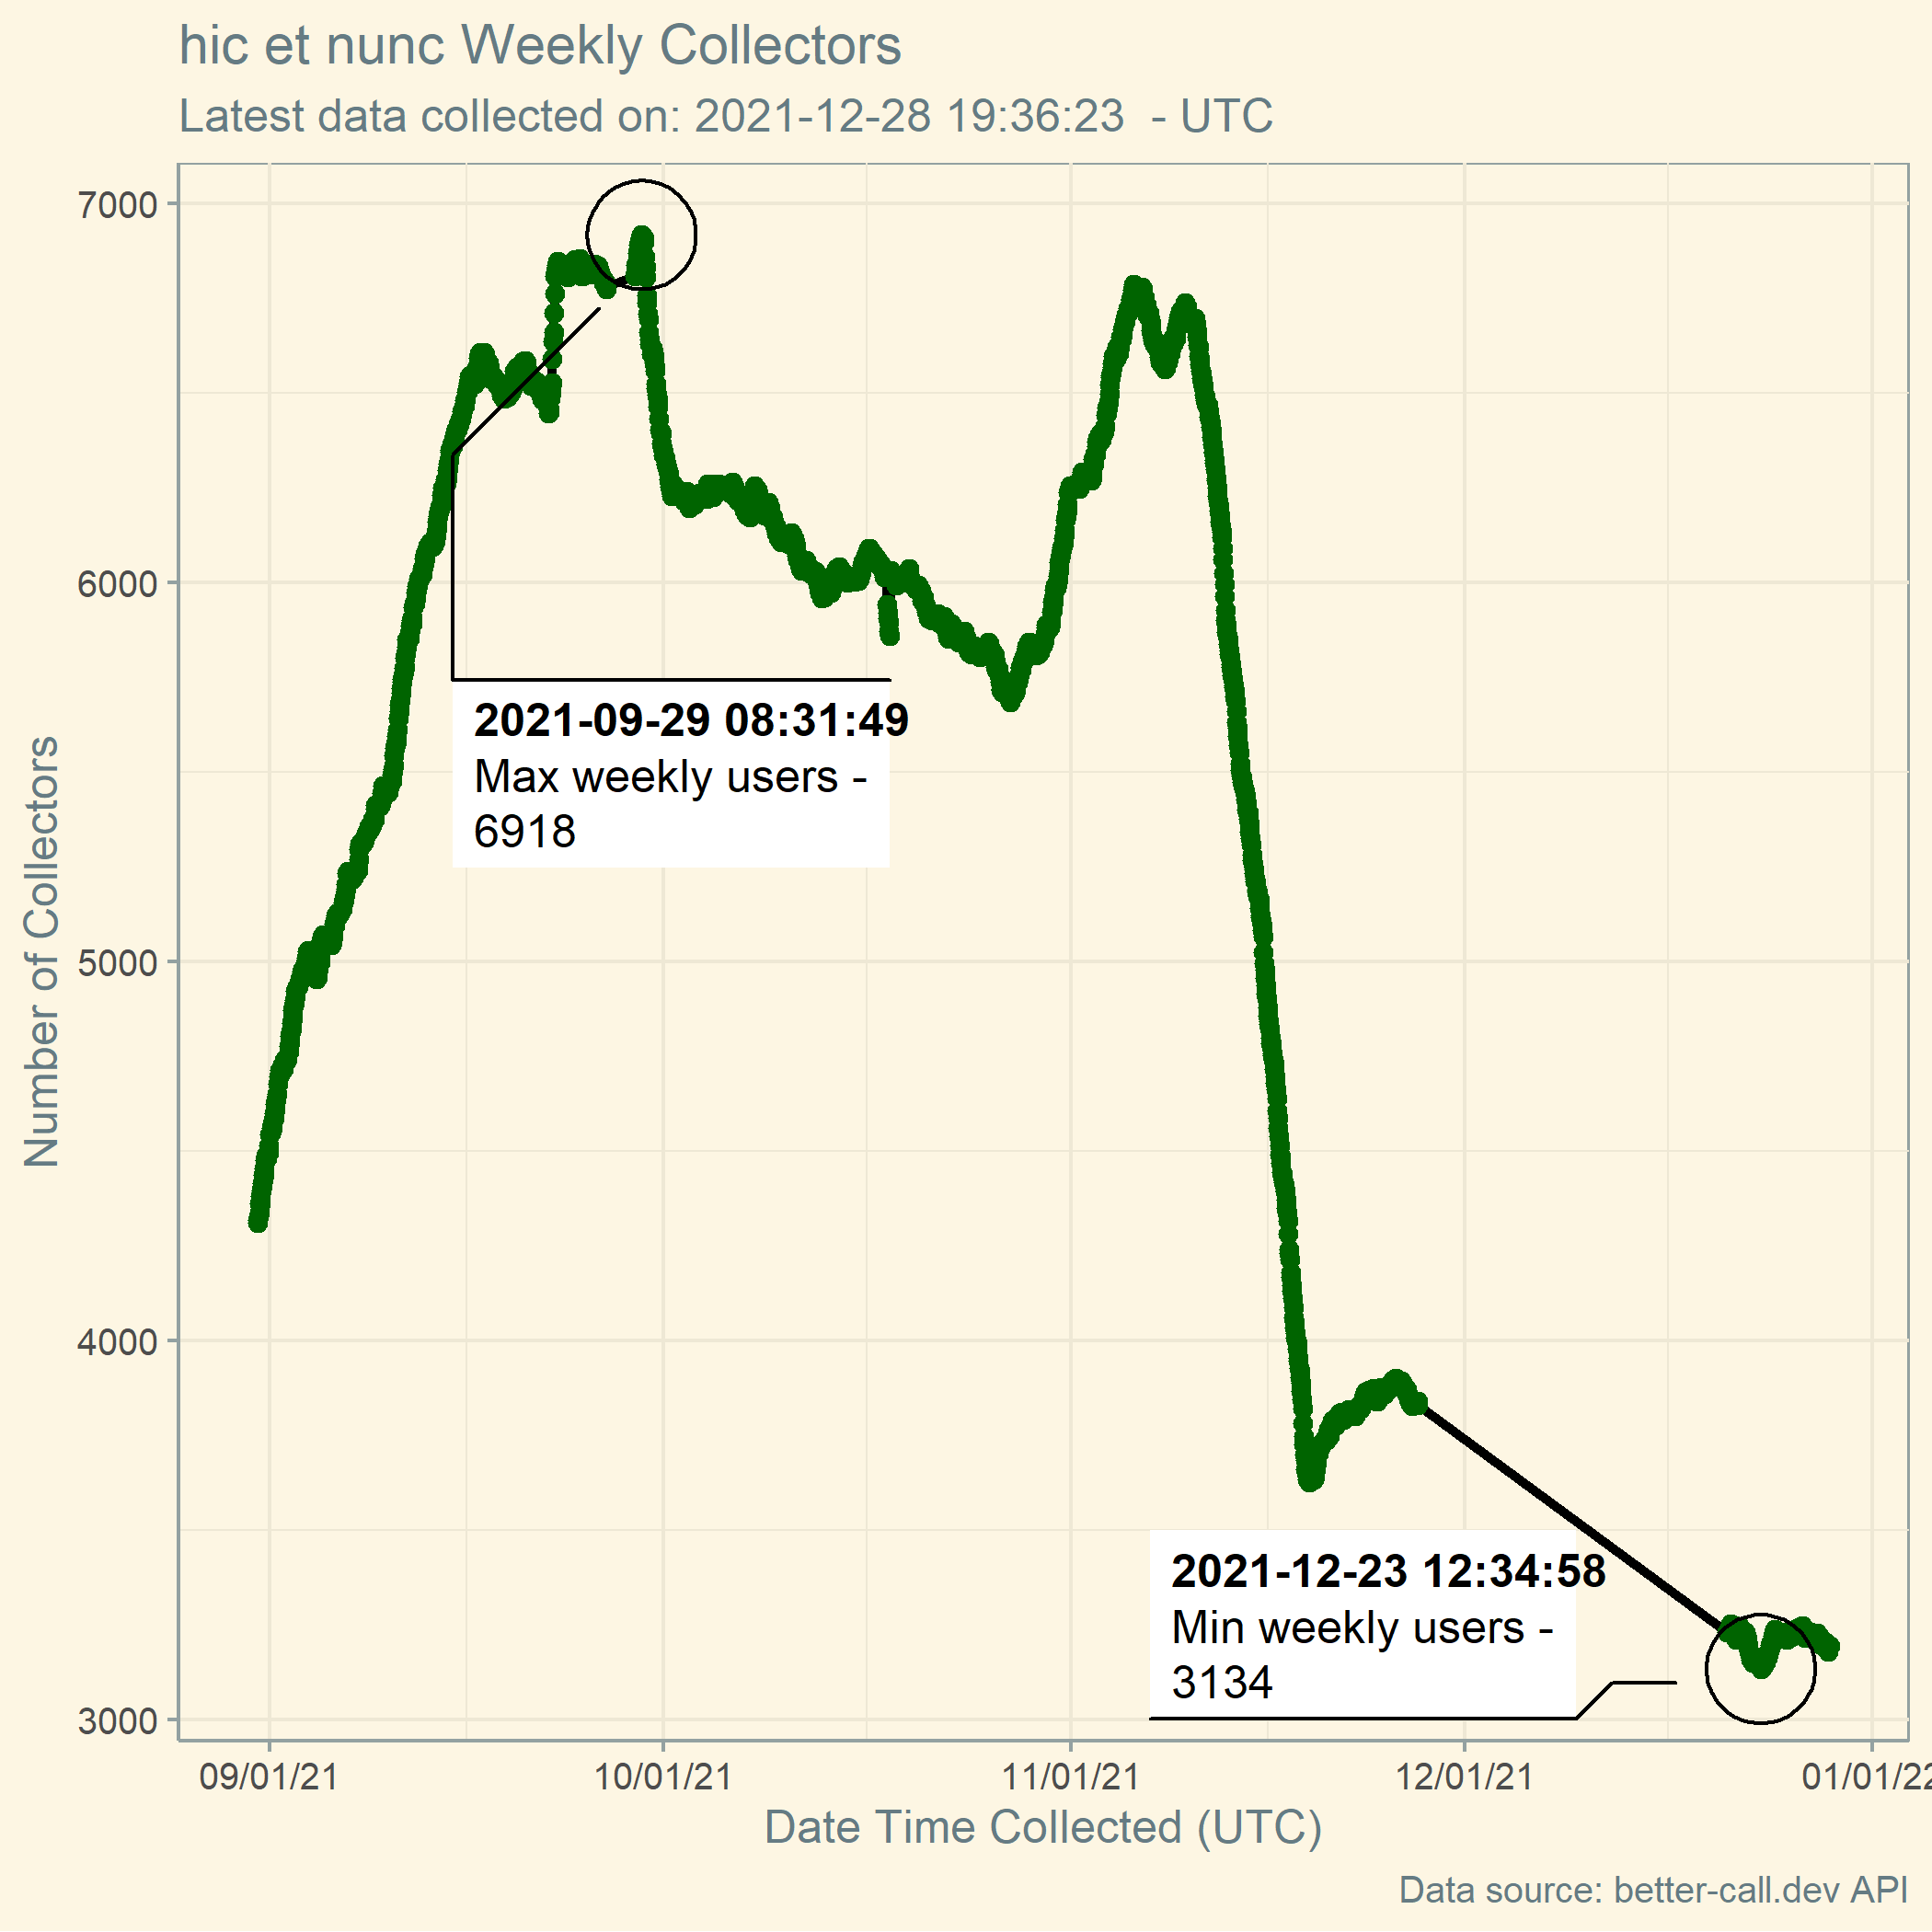 hic et nunc Weekly Collectors
Latest data collected on: 2021-12-28 19:36:23  - UTC
7000
6000
5000
4000
3000
Number of Collectors
2021-09-29 08:31:49
Max weekly users -
6918
2021-12-23 12:34:58
Min weekly users -
3134
09/01/21
10/01/21
11/01/21
12/01/21
01/01/22
Date Time Collected (UTC)
Data source: better-call.dev API